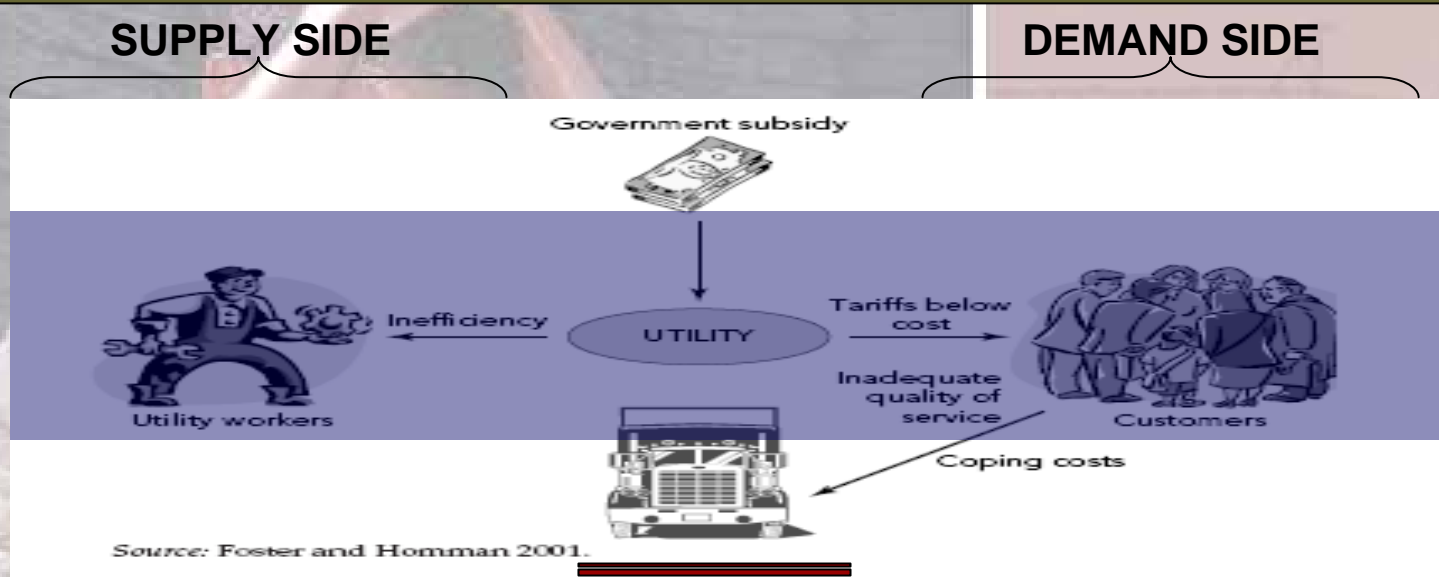 SUPPLY SIDE
DEMAND SIDE
Government subsidy
Inefficiency
UTILITY
Tariffs below
cost
Inadequate
quality of
service
Utility workers
Customers
Coping costs
Source: Foster and Homman 2001.